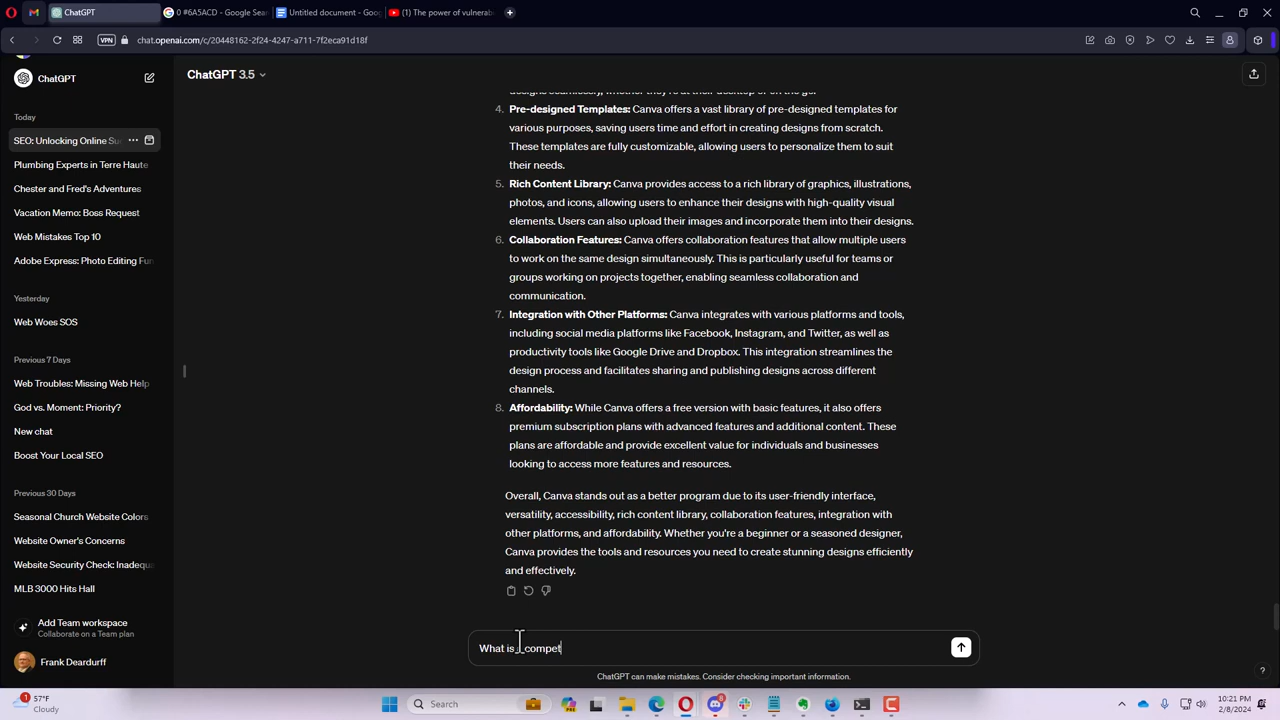 ChatGPT
0 #6A5ACD - Google Sea
Untitled document - Goog
(1) The power of vulnerab
VPN
chat.openai.com/c/20448162-2f24-4247-a711-7f2eca91d18f
ChatGPT
ChatGPT 3.5
Today
SEO: Unlocking Online Su
Plumbing Experts in Terre Haute
Chester and Fred's Adventures
Vacation Memo: Boss Request
Web Mistakes Top 10
Adobe Express: Photo Editing Fun
Yesterday
Web Woes SOS
Previous 7 Days
Web Troubles: Missing Web Help
God vs. Moment: Priority?
New chat
Boost Your Local SEO
Previous 30 Days
Seasonal Church Website Colors
Website Owner's Concerns
Website Security Check: Inadequa
MLB 3000 Hits Hall
Add Team workspace
Collaborate on a Team plan
Frank Deardurff
designs seamlessly, whether they're at their desktop or on the go.
4. Pre-designed Templates: Canva offers a vast library of pre-designed templates for
various purposes, saving users time and effort in creating designs from scratch.
These templates are fully customizable, allowing users to personalize them to suit
their needs.
5. Rich Content Library: Canva provides access to a rich library of graphics, illustrations,
photos, and icons, allowing users to enhance their designs with high-quality visual
elements. Users can also upload their images and incorporate them into their designs.
6. Collaboration Features: Canva offers collaboration features that allow multiple users
to work on the same design simultaneously. This is particularly useful for teams or
groups working on projects together, enabling seamless collaboration and
communication.
7. Integration with Other Platforms: Canva integrates with various platforms and tools,
including social media platforms like Facebook, Instagram, and Twitter, as well as
productivity tools like Google Drive and Dropbox. This integration streamlines the
design process and facilitates sharing and publishing designs across different
channels.
8. Affordability: While Canva offers a free version with basic features, it also offers
premium subscription plans with advanced features and additional content. These
plans are affordable and provide excellent value for individuals and businesses
looking to access more features and resources.
Overall, Canva stands out as a better program due to its user-friendly interface,
versatility, accessibility, rich content library, collaboration features, integration with
other platforms, and affordability. Whether you're a beginner or a seasoned designer,
Canva provides the tools and resources you need to create stunning designs efficiently
and effectively.
What is compet
ChatGPT can make mistakes. Consider checking important information.
?
1
57°F
Cloudy
Search
8
10:21 PM
2/8/2024